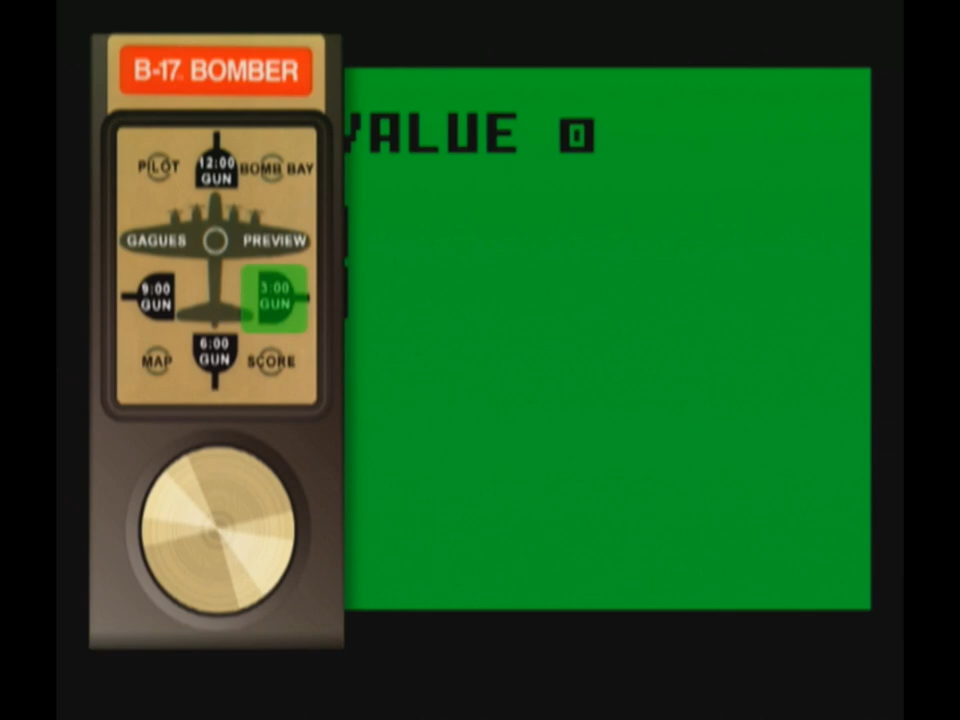 B-17 BOMBER
VALUE 0
PILOT
12:00
GUN
BOMB BAY
GAGUES
PREVIEW
9:00
GUN
3:00
GUN
6:00
GUN
MAP
SCORE